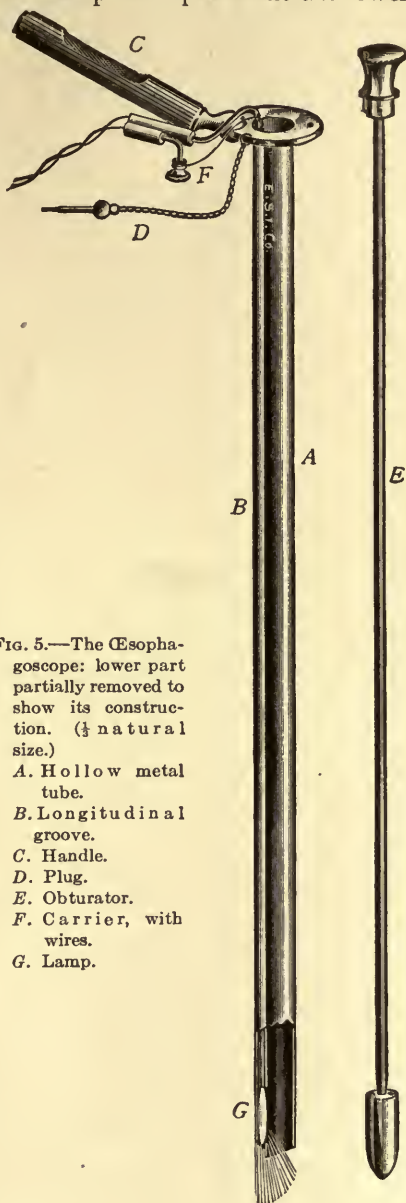 C
F
D
E.S.I.Co.
A
B
E
FIG. 5.—The Œsopha-
goscope: lower part
partially removed to
show its construc-
tion. (⅓ natural
size.)
A. Hollow metal
tube.
B. Longitudinal
groove.
C. Handle.
D. Plug.
E. Obturator.
F. Carrier, with
wires.
G. Lamp.
G